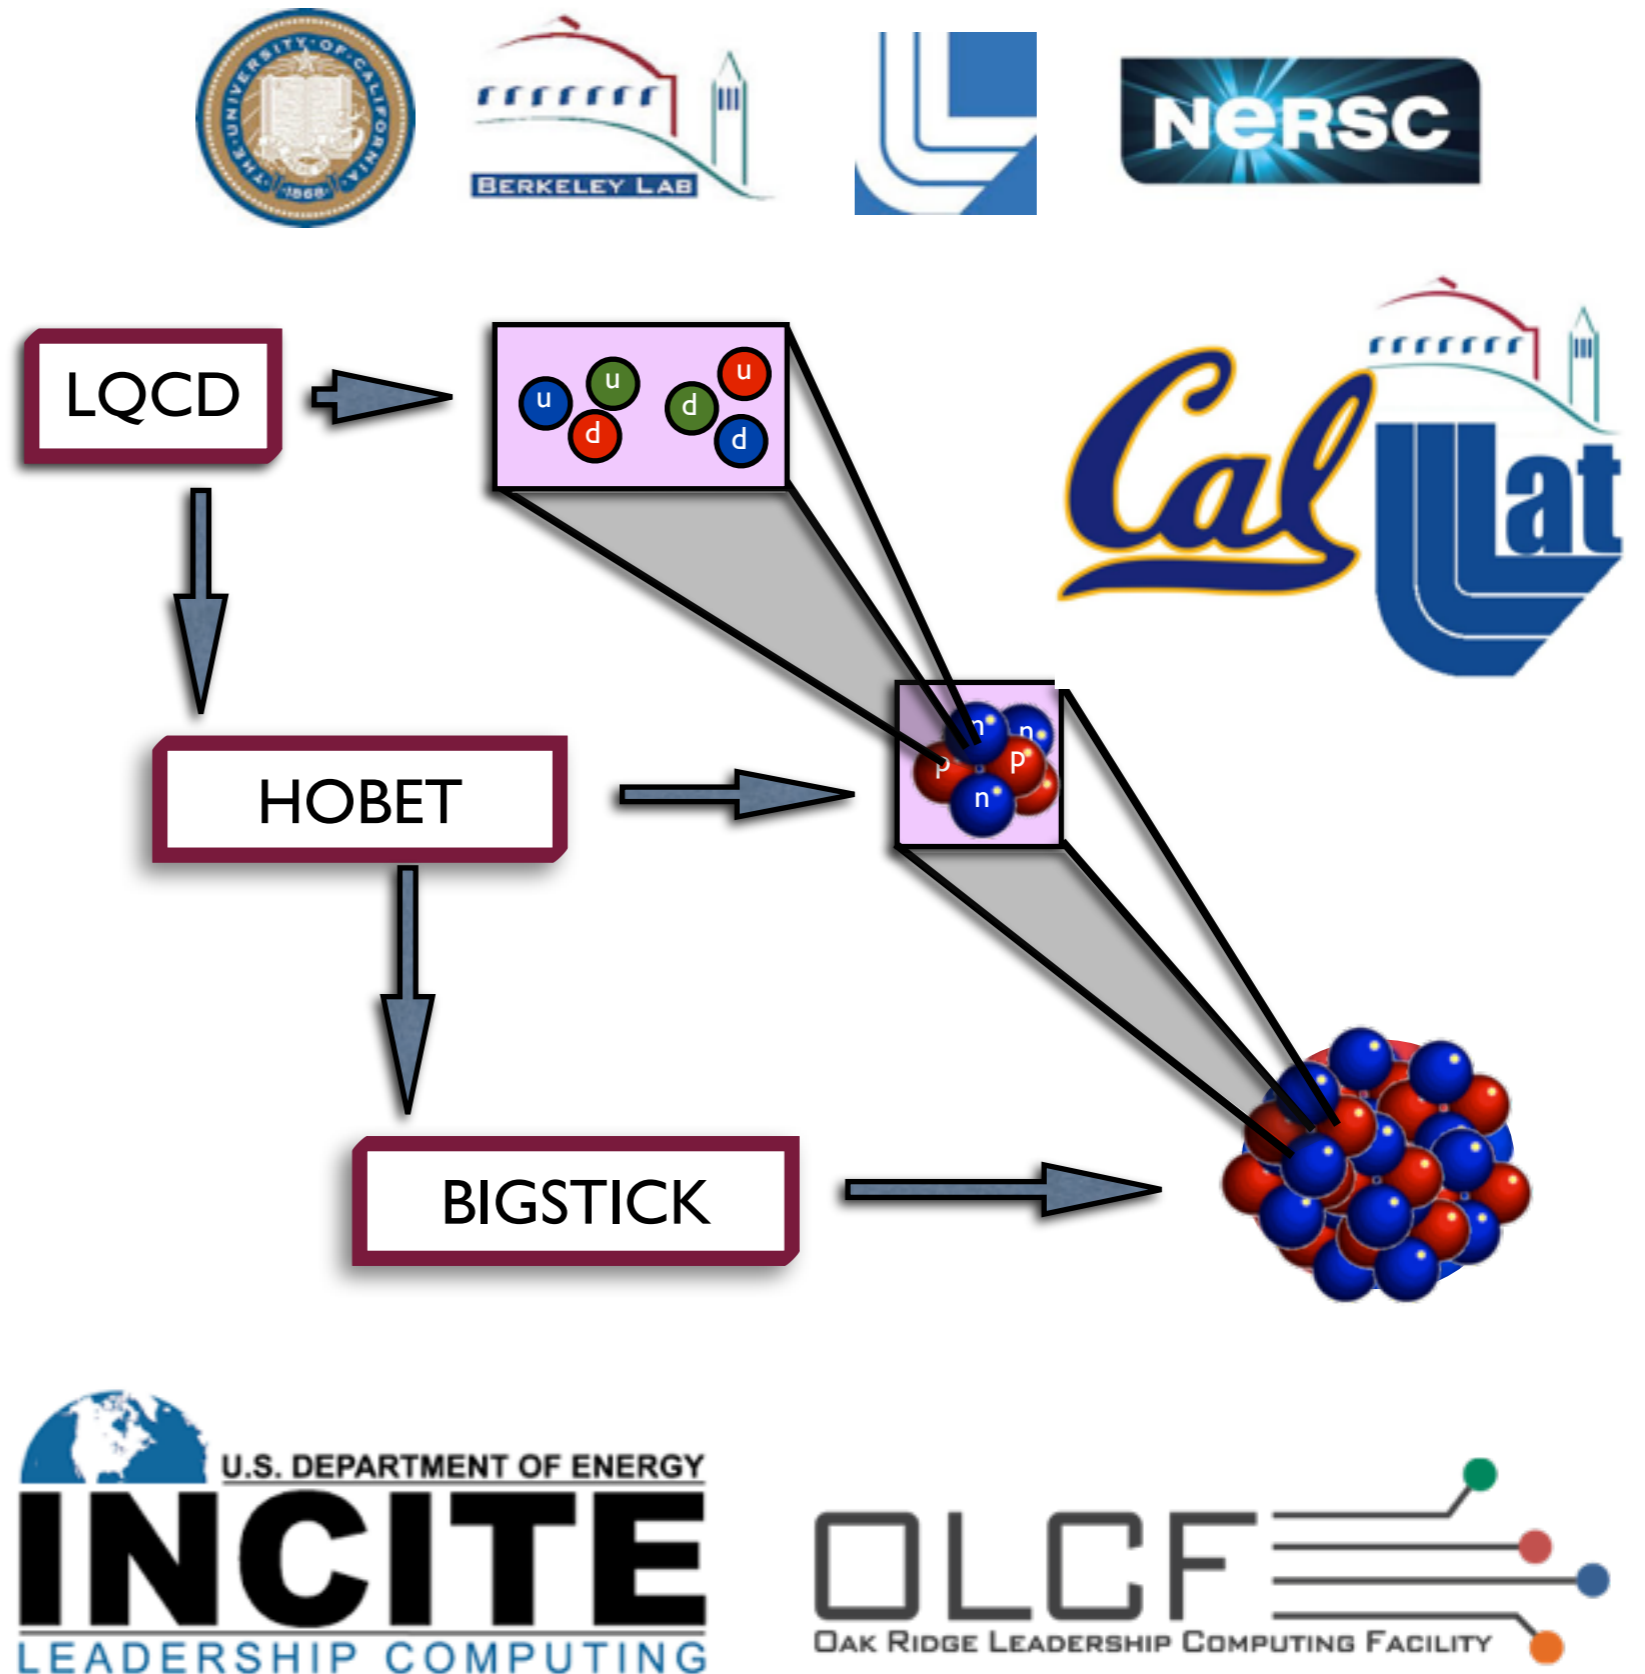 THE · UNIVERSITY · OF · CALIFORNIA
· 1868 ·
BERKELEY LAB
NERSC
LQCD
u
u
d
u
d
d
Cal
Lat
n
n
p
p
n
HOBET
BIGSTICK
U.S. DEPARTMENT OF ENERGY
INCITE
LEADERSHIP COMPUTING
OLCF
OAK RIDGE LEADERSHIP COMPUTING FACILITY